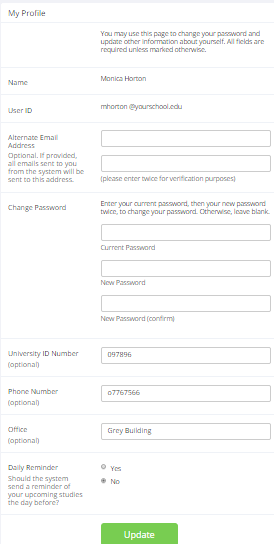 My Profile
You may use this page to change your password and
update other information about yourself. All fields are
required unless marked otherwise.
Name
Monica Horton
User ID
mhorton @yourschool.edu
Alternate Email
Address
Optional. If provided,
all emails sent to you
from the system will be
sent to this address.
(please enter twice for verification purposes)
Change Password
Enter your current password, then your new password
twice, to change your password. Otherwise, leave blank.
Current Password
New Password
New Password (confirm)
University ID Number
(optional)
097896
Phone Number
(optional)
o7767566
Office
(optional)
Grey Building
Daily Reminder
Should the system
send a reminder of
your upcoming studies
the day before?
Yes
No
Update